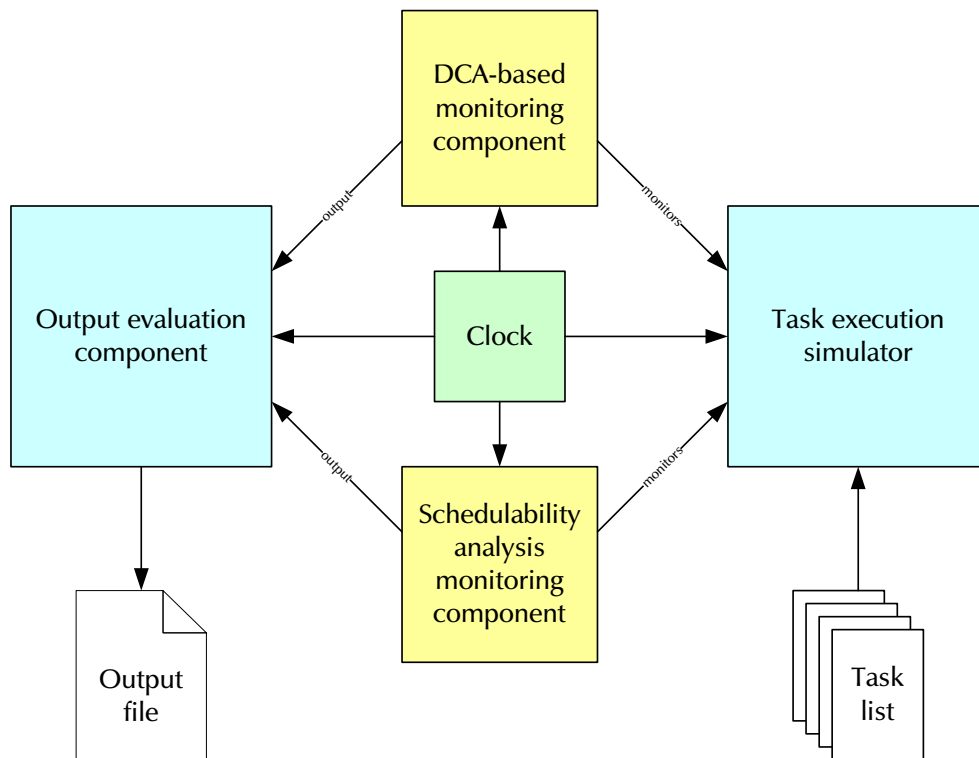 DCA-based
monitoring
component
output
monitors
Output evaluation
component
Clock
Task execution
simulator
output
monitors
Schedulability
analysis
monitoring
component
Output
file
Task
list